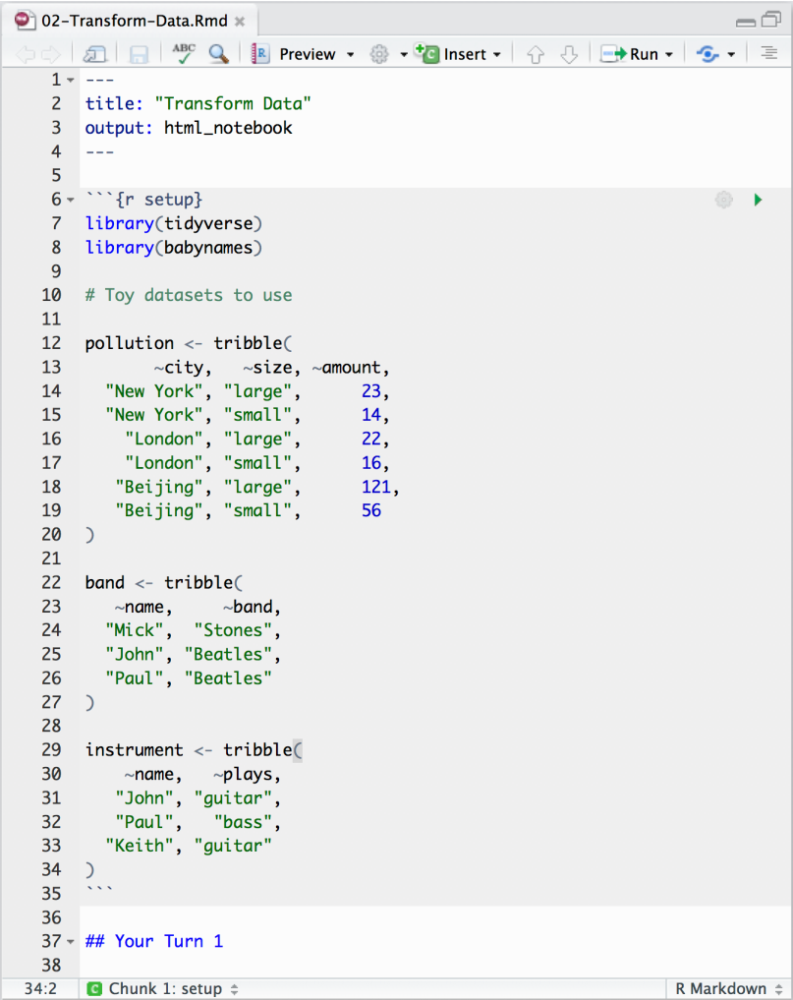 02-Transform-Data.Rmd
ABC Preview Insert Run
1 ---
2 title: "Transform Data"
3 output: html_notebook
4 ---
5
6 ```{r setup}
7 library(tidyverse)
8 library(babynames)
9
10 # Toy datasets to use
11
12 pollution <- tribble(
13        ~city,   ~size, ~amount,
14   "New York", "large",      23,
15   "New York", "small",      14,
16     "London", "large",      22,
17     "London", "small",      16,
18    "Beijing", "large",      121,
19    "Beijing", "small",      56
20 )
21
22 band <- tribble(
23    ~name,     ~band,
24   "Mick",  "Stones",
25   "John", "Beatles",
26   "Paul", "Beatles"
27 )
28
29 instrument <- tribble(
30     ~name,   ~plays,
31    "John", "guitar",
32    "Paul",   "bass",
33   "Keith", "guitar"
34 )
35 ```
36
37 ## Your Turn 1
38
34:2 C Chunk 1: setup R Markdown